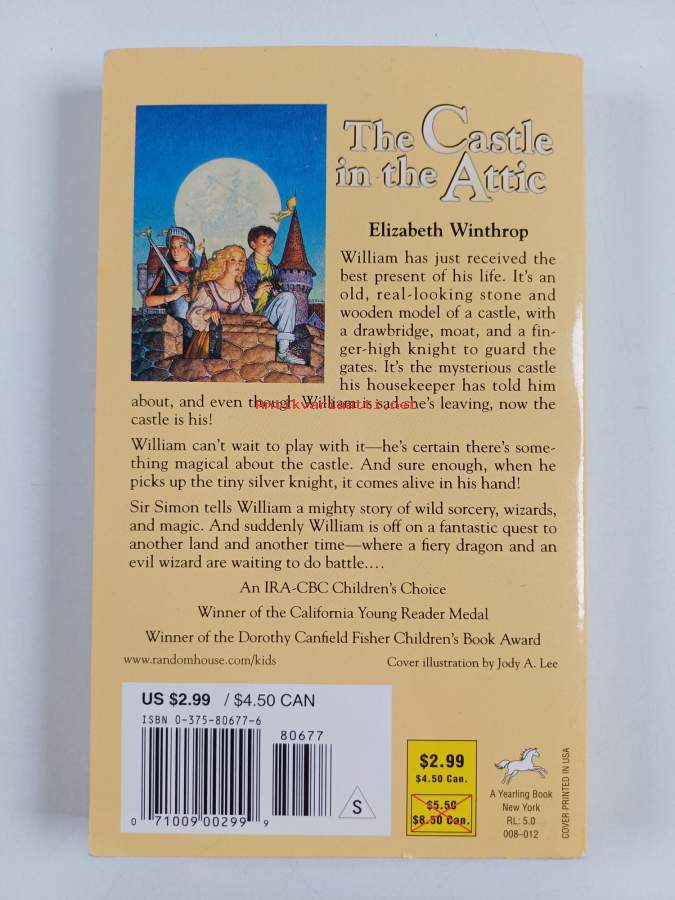 The Castle
in the Attic
Elizabeth Winthrop
William has just received the
best present of his life. It's an
old, real-looking stone and
wooden model of a castle, with
a drawbridge, moat, and a fin-
ger-high knight to guard the
gates. It's the mysterious castle
his housekeeper has told him
about, and even though William is sad she's leaving, now the
castle is his!
Antikvariaatti.net
William can't wait to play with it—he's certain there's some-
thing magical about the castle. And sure enough, when he
picks up the tiny silver knight, it comes alive in his hand!
Sir Simon tells William a mighty story of wild sorcery, wizards,
and magic. And suddenly William is off on a fantastic quest to
another land and another time—where a fiery dragon and an
evil wizard are waiting to do battle....
An IRA-CBC Children's Choice
Winner of the California Young Reader Medal
Winner of the Dorothy Canfield Fisher Children's Book Award
www.randomhouse.com/kids
Cover illustration by Jody A. Lee
US $2.99 / $4.50 CAN
ISBN 0-375-80677-6
80677
0 71009 00299 9
S
$2.99
$4.50 Can.
$5.50
$8.50 Can.
A Yearling Book
New York
RL: 5.0
008-012
COVER PRINTED IN USA